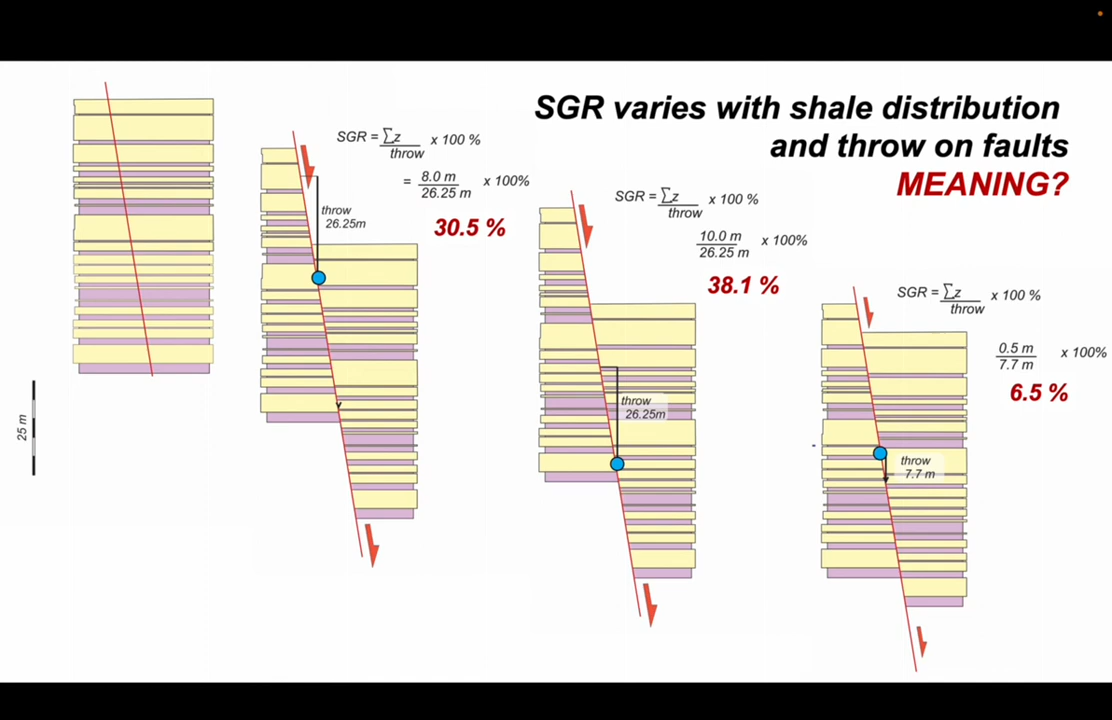 SGR varies with shale distribution
and throw on faults
MEANING?
SGR = ∑z x 100 %
throw
= 8.0 m x 100%
26.25 m
30.5 %
throw
26.25m
SGR = ∑z x 100 %
throw
10.0 m x 100%
26.25 m
38.1 %
throw
26.25m
SGR = ∑z x 100 %
throw
0.5 m x 100%
7.7 m
6.5 %
throw
7.7 m
25 m